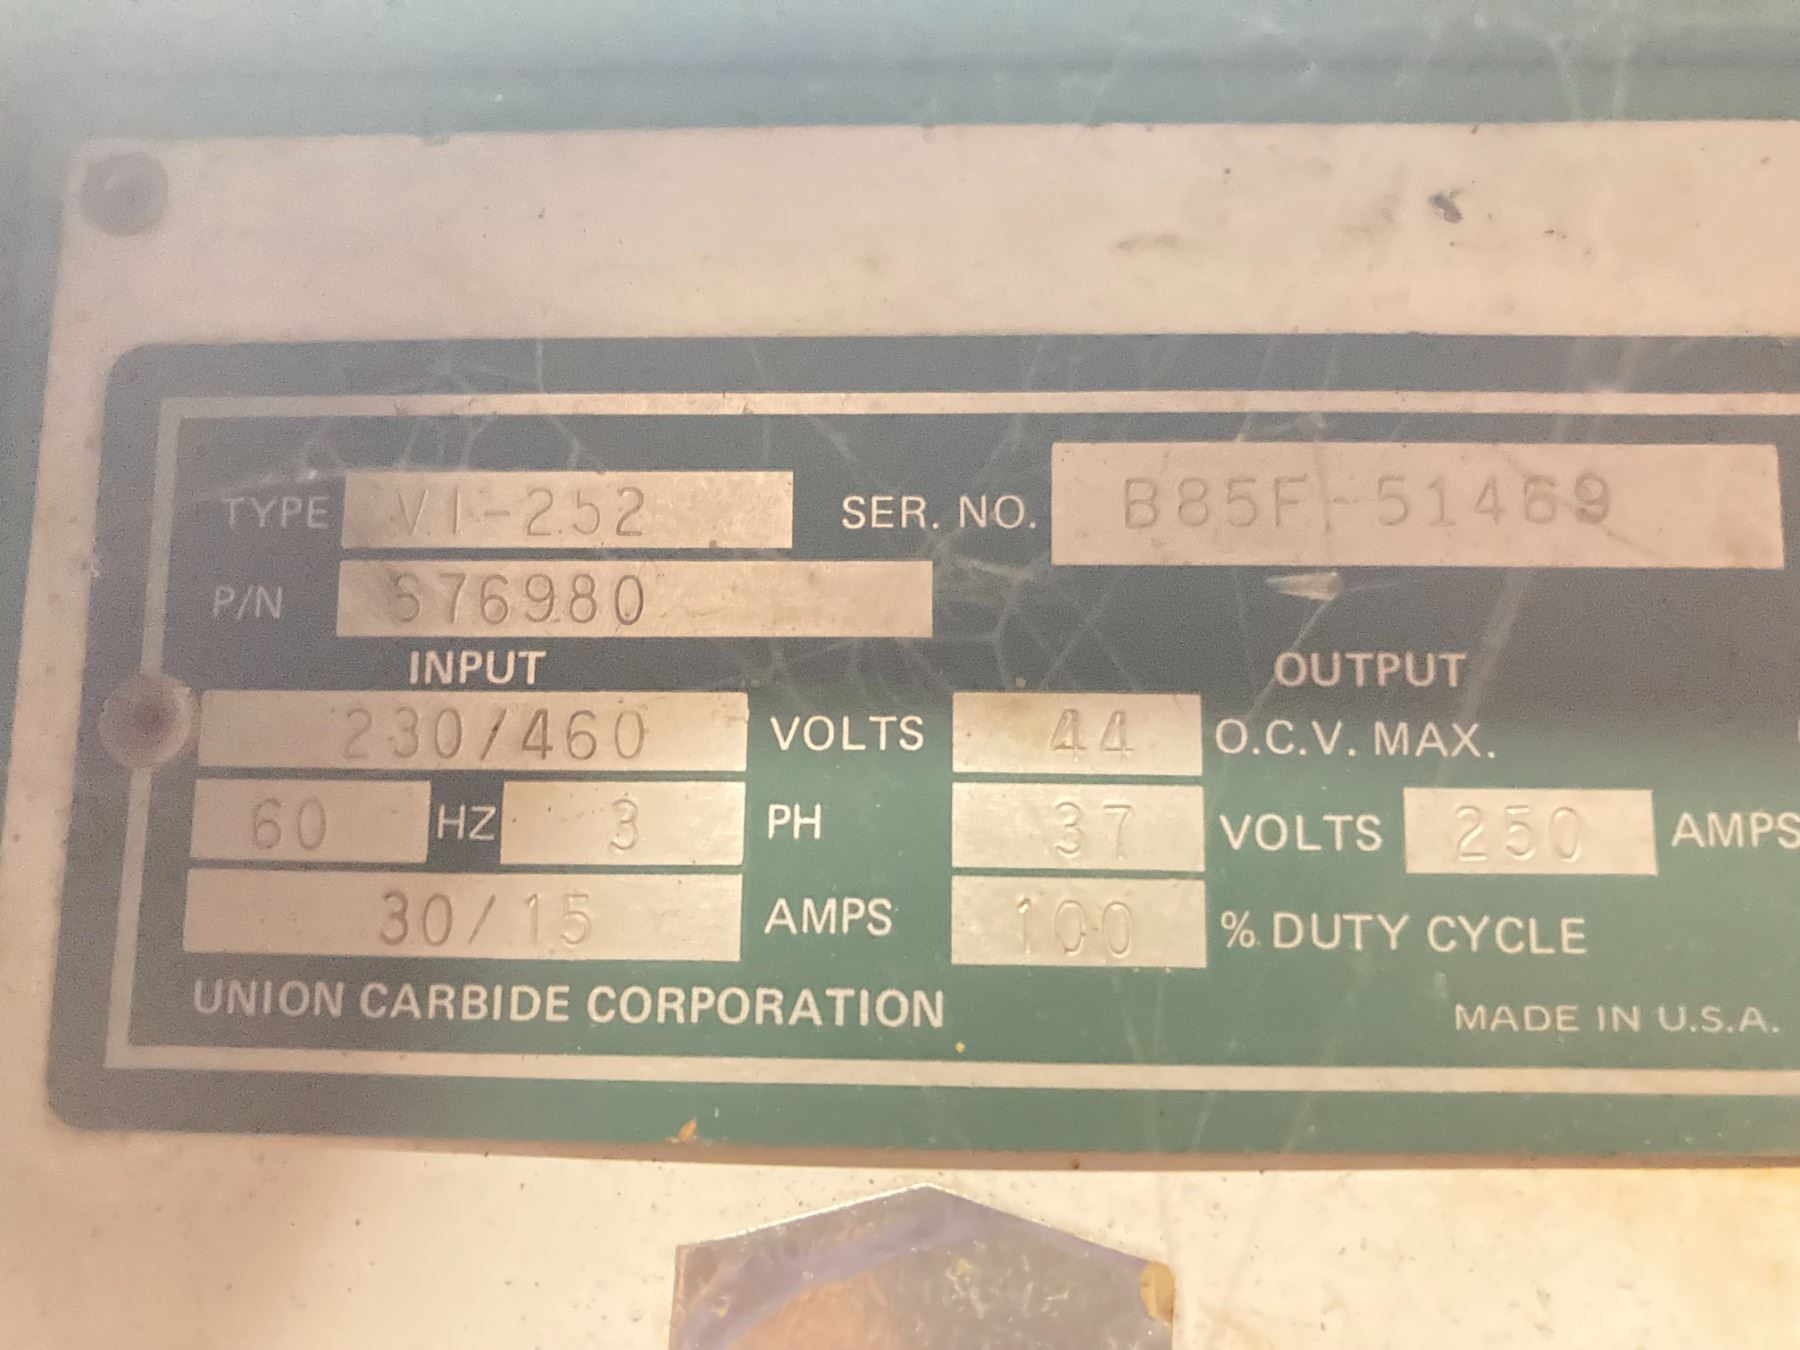 TYPE VI-252 SER. NO. B85F-51469
P/N 676980
INPUT OUTPUT
230/460 VOLTS 44 O.C.V. MAX.
60 HZ 3 PH 37 VOLTS 250 AMPS
30/15 AMPS 100 % DUTY CYCLE
UNION CARBIDE CORPORATION
MADE IN U.S.A.